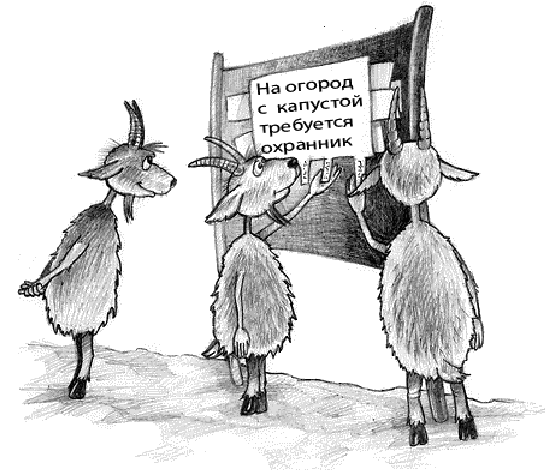 На огород
с капустой
требуется
охранник